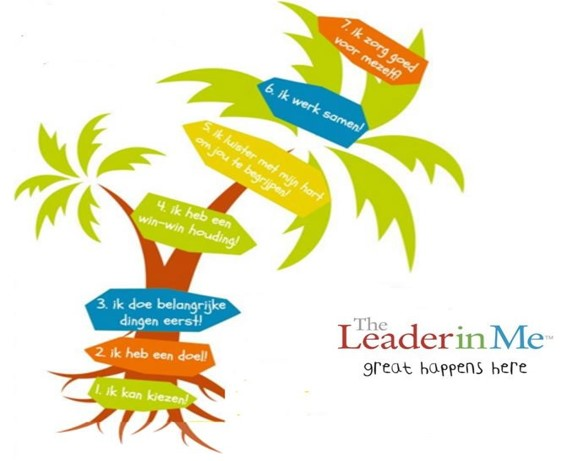 7. ik zorg goed
voor mezelf!
6. ik werk samen!
5. ik luister met mijn hart
om jou te begrijpen!
4. ik heb een
win-win houding!
3. ik doe belangrijke
dingen eerst!
2. ik heb een doel!
1. ik kan kiezen!
The
Leader in Me™
great happens here